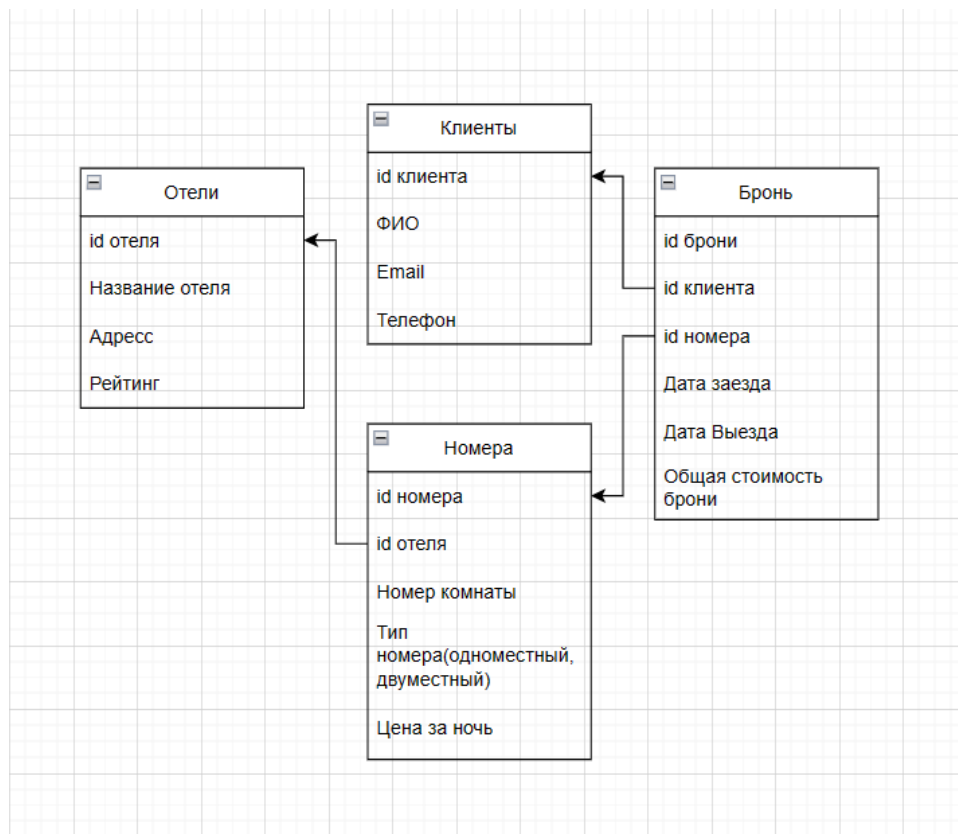 Отели
id отеля
Название отеля
Адресс
Рейтинг
Клиенты
id клиента
ФИО
Email
Телефон
Номера
id номера
id отеля
Номер комнаты
Тип
номера(одноместный,
двуместный)
Цена за ночь
Бронь
id брони
id клиента
id номера
Дата заезда
Дата Выезда
Общая стоимость
брони